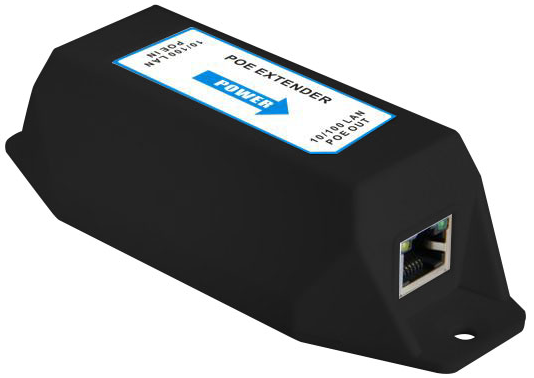 10/100 LAN
POE IN
POE EXTENDER
POWER
10/100 LAN
POE OUT